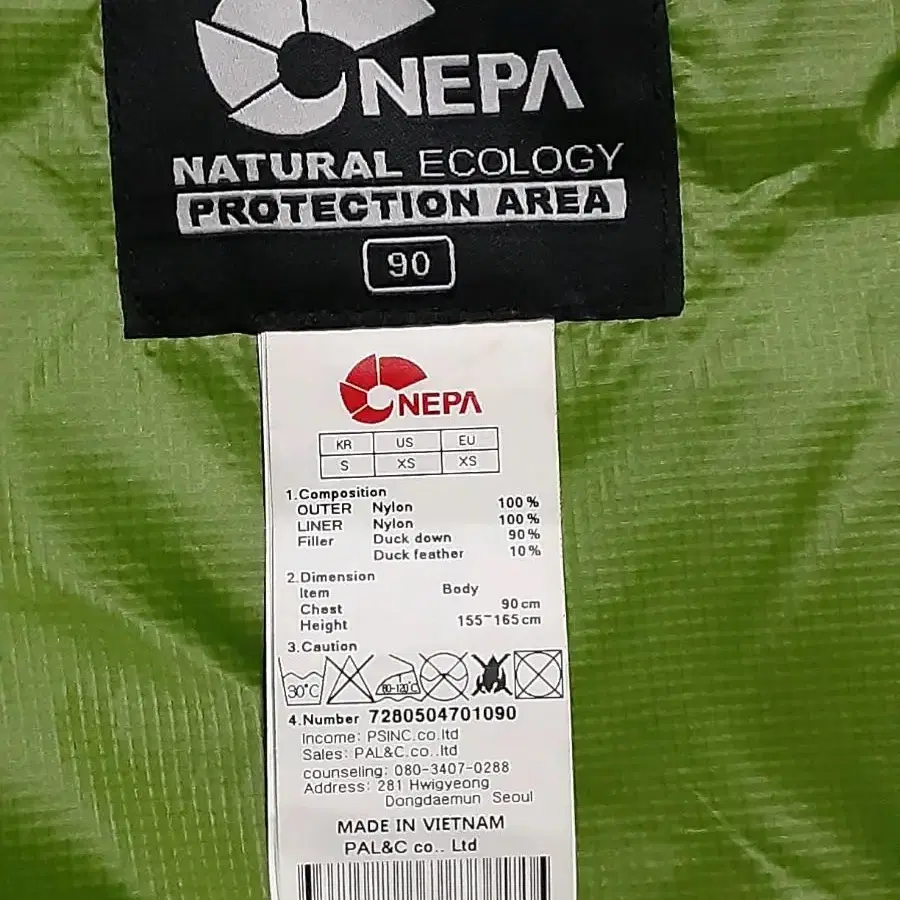 NEPA
NATURAL ECOLOGY
PROTECTION AREA
90
NEPA
KR US EU
S XS XS
1.Composition
OUTER Nylon 100%
LINER Nylon 100%
Filler Duck down 90%
Duck feather 10%
2.Dimension
Item Body
Chest 90cm
Height 155~165cm
3.Caution
30°C 80-120°C
4.Number 7280504701090
Income: PSINC.co.ltd
Sales: PAL&C.co..ltd
counseling: 080-3407-0288
Address: 281 Hwigyeong
Dongdaemun Seoul
MADE IN VIETNAM
PAL&C co.. Ltd